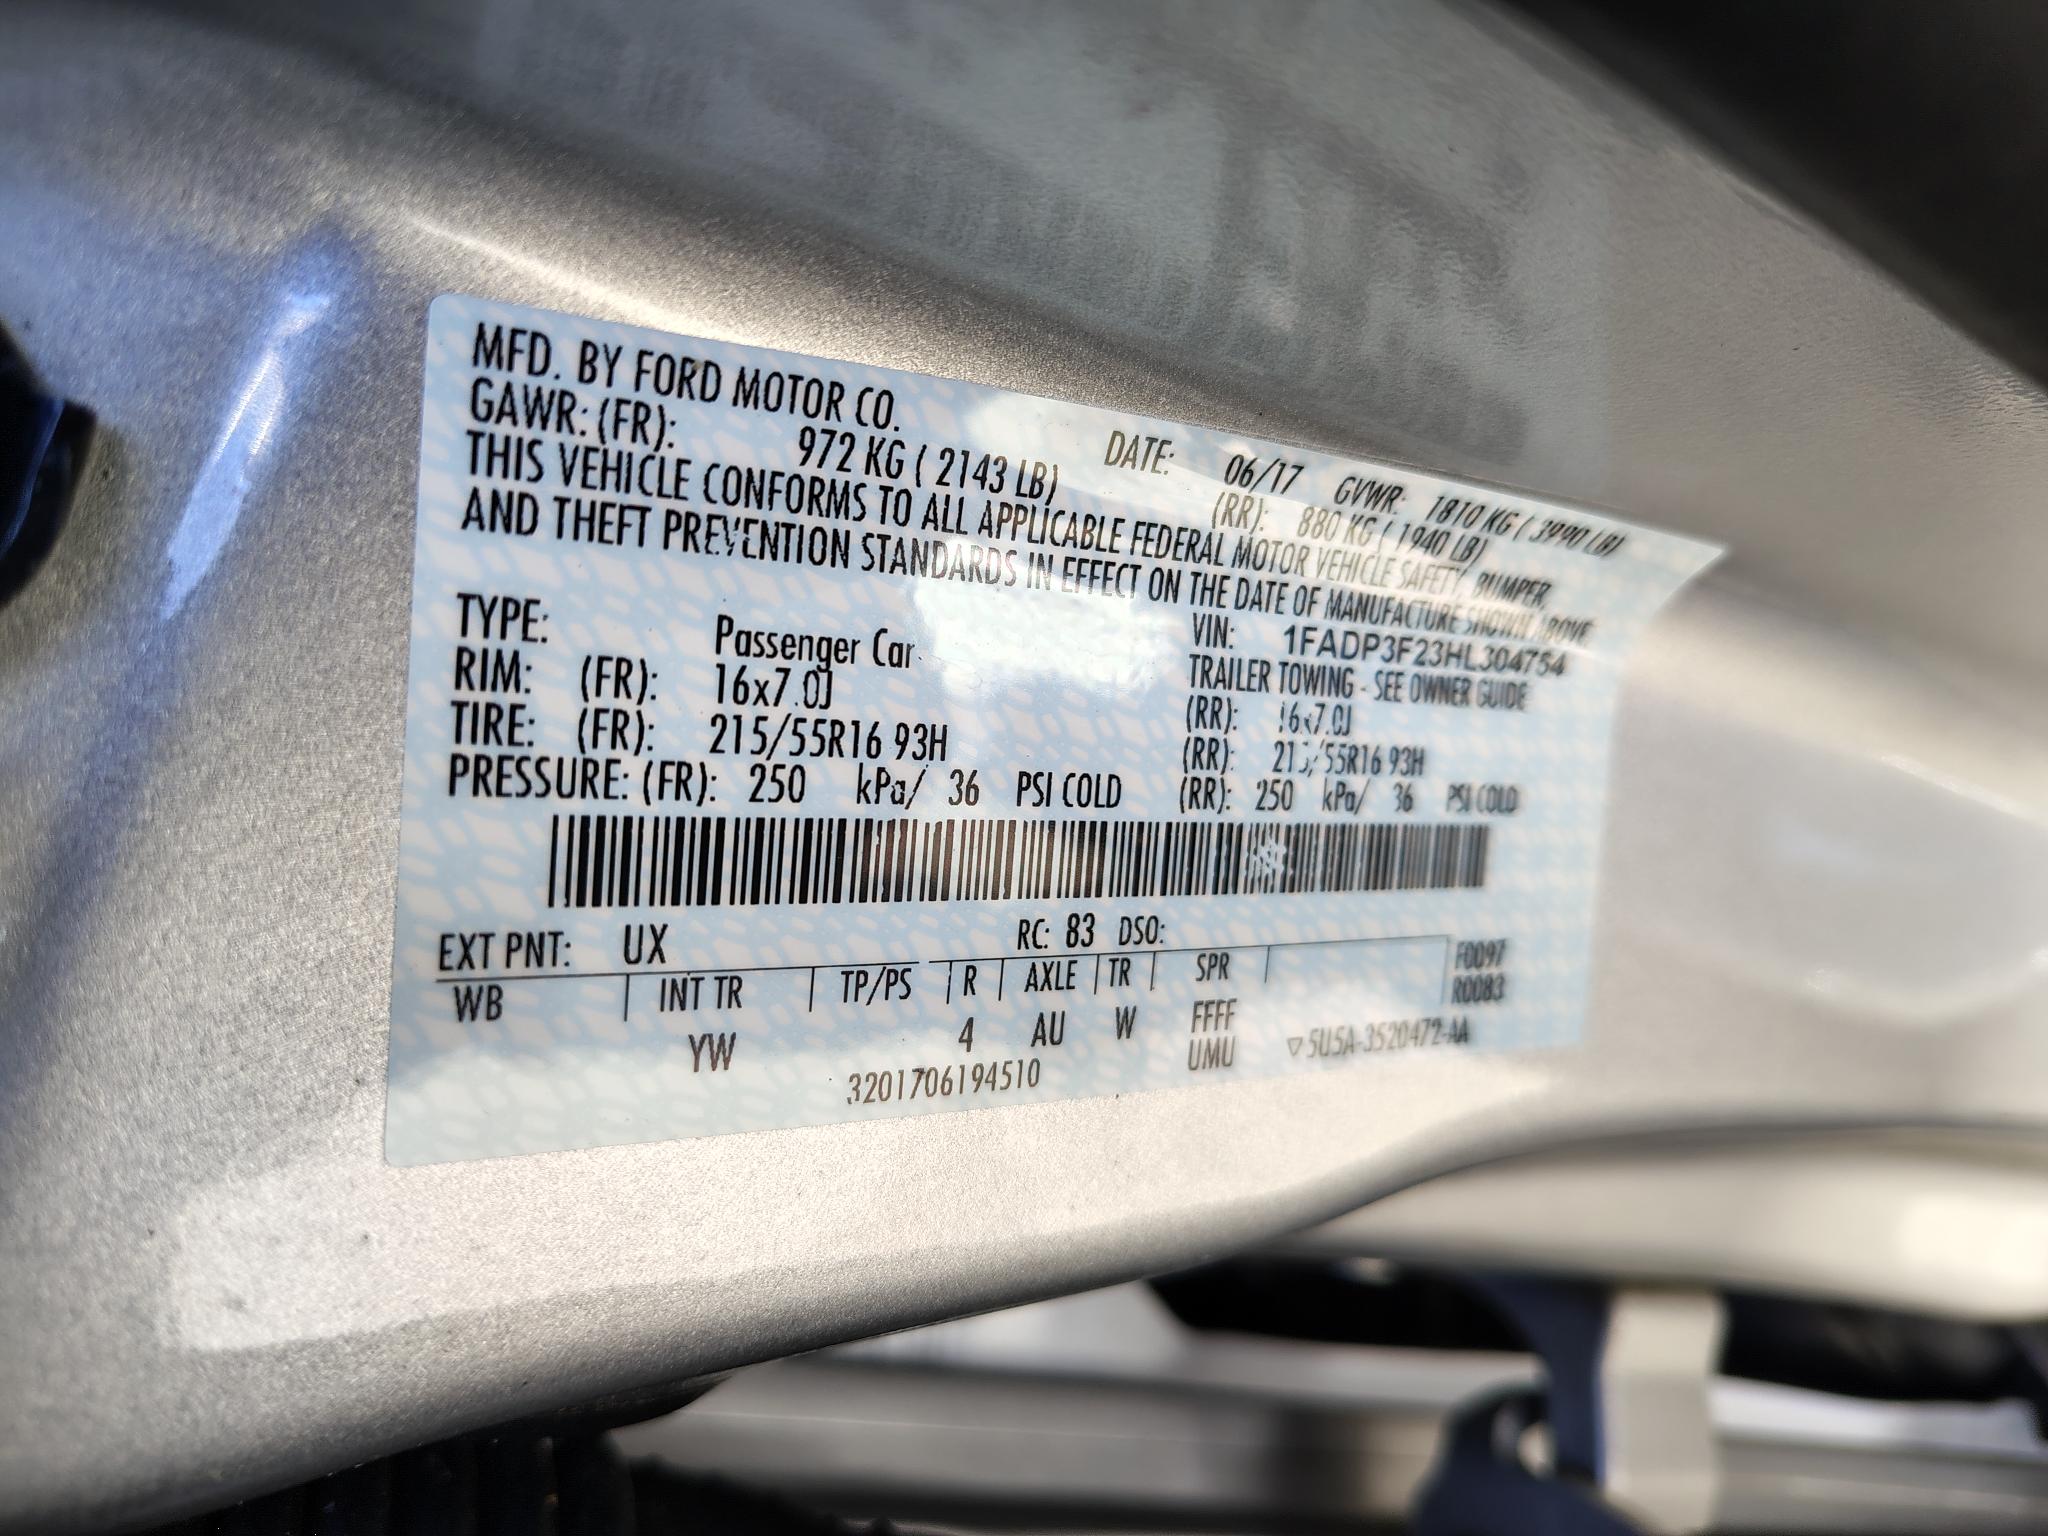 MFD. BY FORD MOTOR CO. DATE: 06/17 GVWR: 1810 KG ( 3990 LB)
GAWR: (FR): 972 KG ( 2143 LB) (RR): 880 KG ( 1940 LB)
THIS VEHICLE CONFORMS TO ALL APPLICABLE FEDERAL MOTOR VEHICLE SAFETY, BUMPER,
AND THEFT PREVENTION STANDARDS IN EFFECT ON THE DATE OF MANUFACTURE SHOWN ABOVE
VIN: 1FADP3F23HL304754
TYPE: Passenger Car TRAILER TOWING - SEE OWNER GUIDE
RIM: (FR): 16x7.0J (RR): 16x7.0J
TIRE: (FR): 215/55R16 93H (RR): 215/55R16 93H
PRESSURE: (FR): 250 kPa/ 36 PSI COLD (RR): 250 kPa/ 36 PSI COLD
EXT PNT: UX RC: 83 DSO:
WB INT TR TP/PS R AXLE TR SPR F0097
R0083
YW 4 AU W FFFF
UMU ▽5U5A-3520472-AA
3201706194510